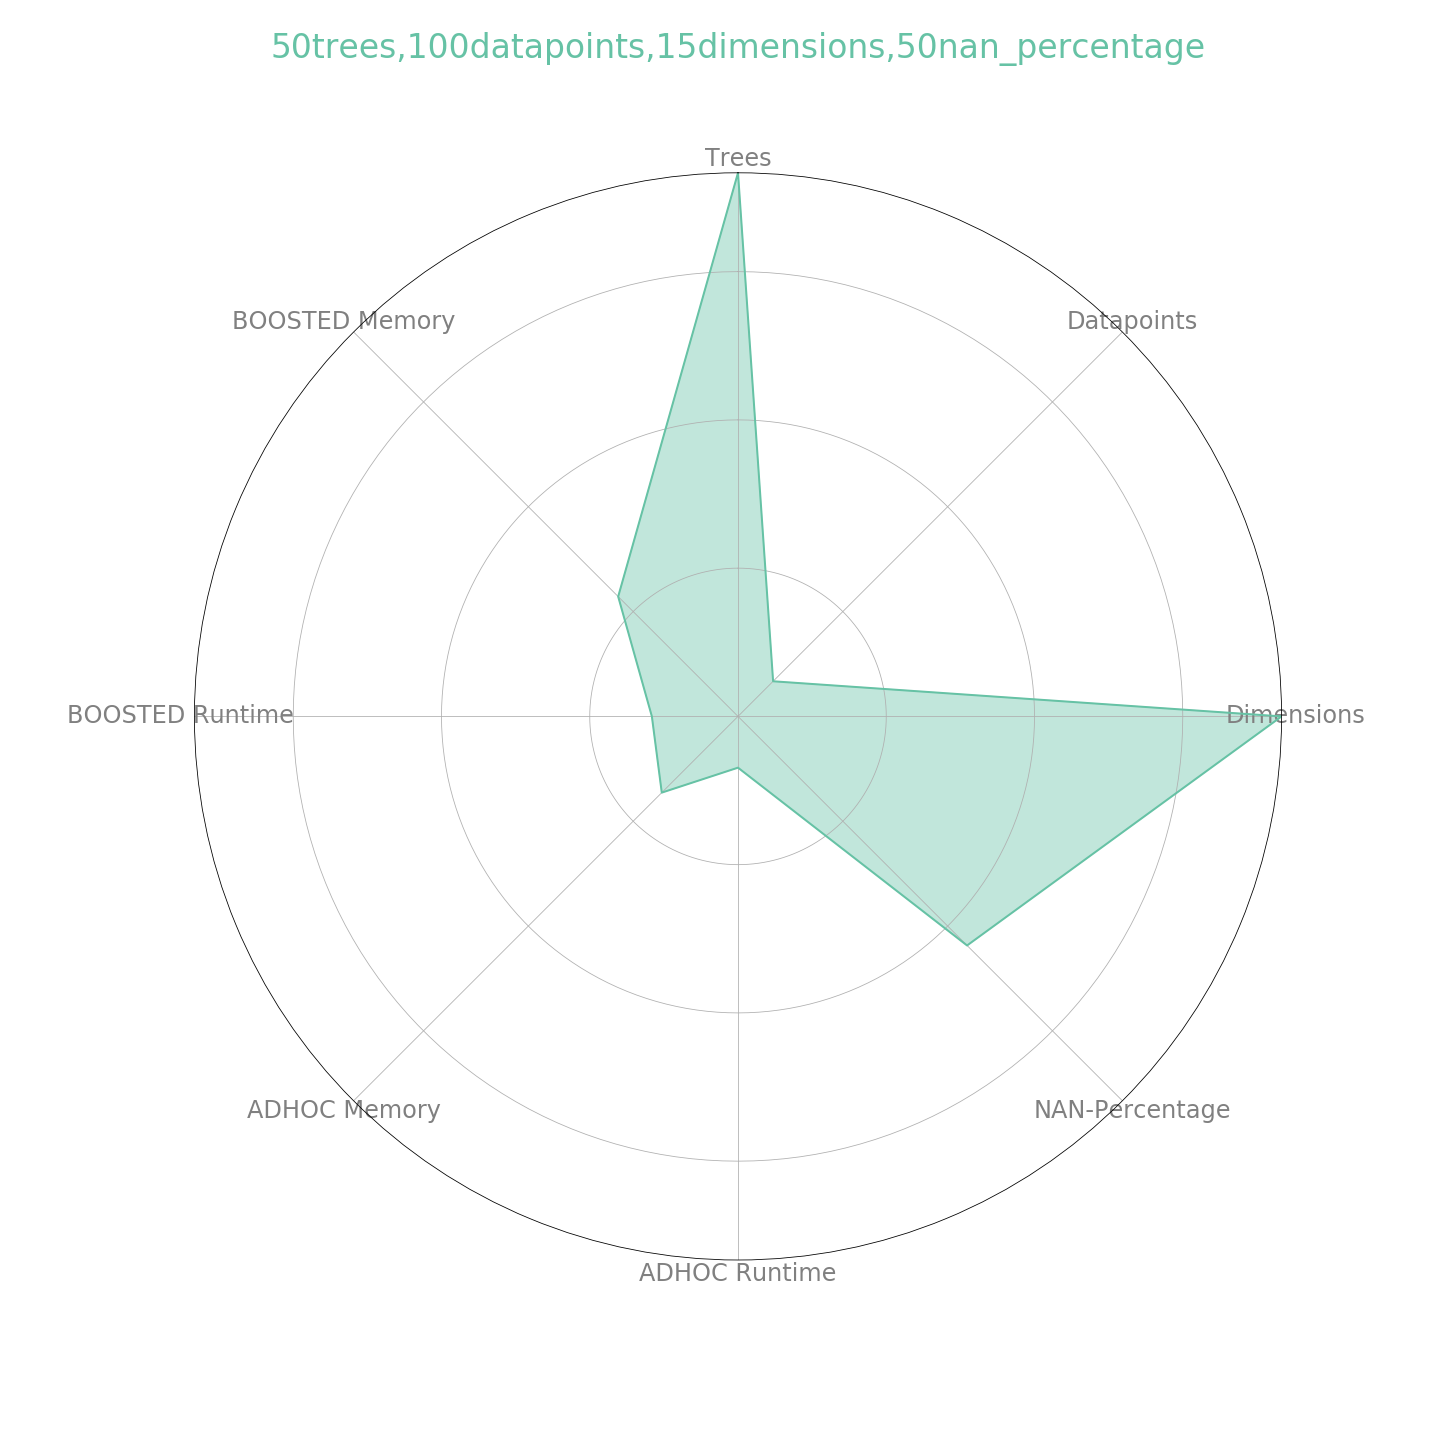 50trees,100datapoints,15dimensions,50nan_percentage
Trees
BOOSTED Memory
Datapoints
BOOSTED Runtime
Dimensions
ADHOC Memory
NAN-Percentage
ADHOC Runtime